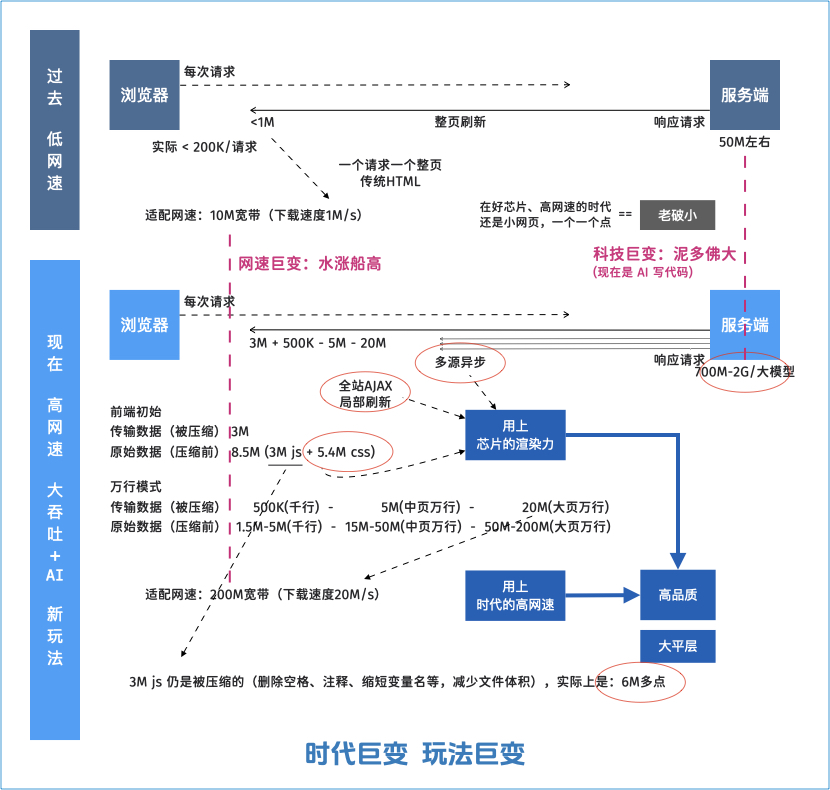 过去 低网速
浏览器
每次请求
服务端
<1M
整页刷新
响应请求
实际 < 200K/请求
50M左右
一个请求一个整页
传统HTML
适配网速：10M宽带（下载速度1M/s）
在好芯片、高网速的时代
还是小网页，一个一个点
==
老破小
网速巨变：水涨船高
科技巨变：泥多佛大
(现在是 AI 写代码)
现在 高网速 大吞吐+AI 新玩法
浏览器
每次请求
服务端
3M + 500K - 5M - 20M
响应请求
多源异步
700M-2G/大模型
全站AJAX
局部刷新
前端初始
传输数据（被压缩）3M
原始数据（压缩前）8.5M (3M js + 5.4M css)
用上
芯片的渲染力
万行模式
传输数据（被压缩） 500K(千行) - 5M(中页万行) - 20M(大页万行)
原始数据（压缩前） 1.5M-5M(千行) - 15M-50M(中页万行) - 50M-200M(大页万行)
适配网速：200M宽带（下载速度20M/s）
用上
时代的高网速
高品质
大平层
3M js 仍是被压缩的（删除空格、注释、缩短变量名等，减少文件体积），实际上是：6M多点
时代巨变 玩法巨变